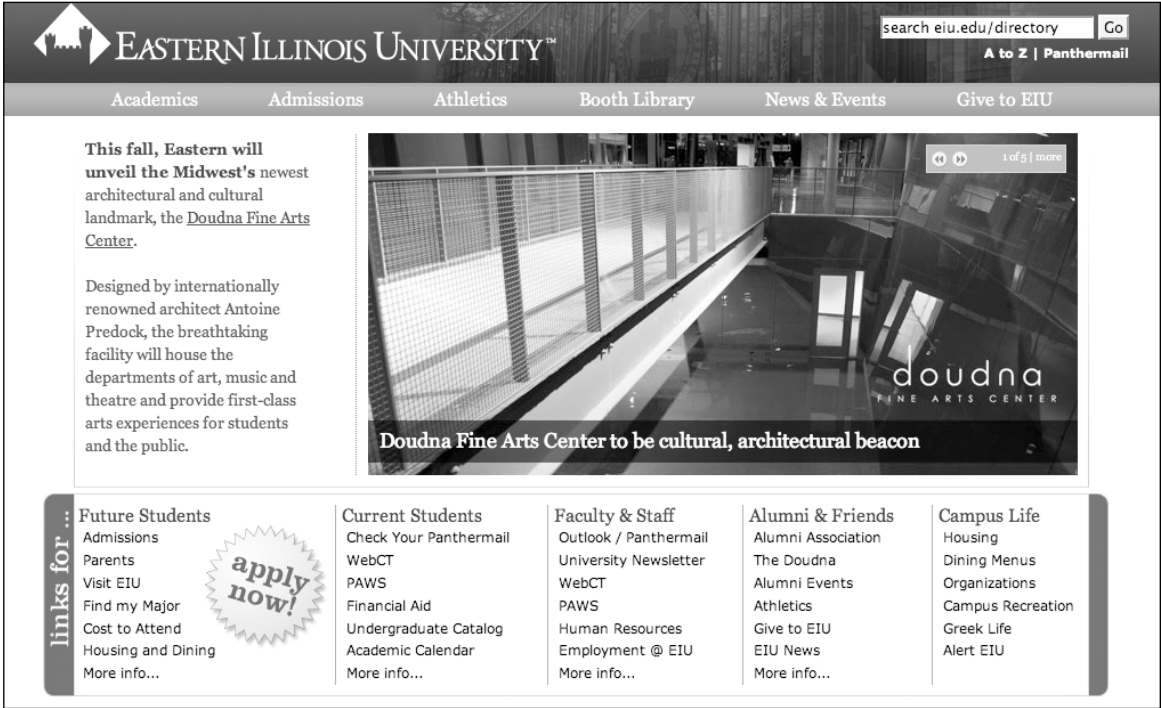 EASTERN ILLINOIS UNIVERSITY™
search eiu.edu/directory Go
A to Z | Panthermail
Academics Admissions Athletics Booth Library News & Events Give to EIU
This fall, Eastern will
unveil the Midwest's newest
architectural and cultural
landmark, the Doudna Fine Arts
Center.
Designed by internationally
renowned architect Antoine
Predock, the breathtaking
facility will house the
departments of art, music and
theatre and provide first-class
arts experiences for students
and the public.
1 of 5 | more
doudna
FINE ARTS CENTER
Doudna Fine Arts Center to be cultural, architectural beacon
links for ...
Future Students
Admissions
Parents
Visit EIU
Find my Major
Cost to Attend
Housing and Dining
More info...
apply
now!
Current Students
Check Your Panthermail
WebCT
PAWS
Financial Aid
Undergraduate Catalog
Academic Calendar
More info...
Faculty & Staff
Outlook / Panthermail
University Newsletter
WebCT
PAWS
Human Resources
Employment @ EIU
More info...
Alumni & Friends
Alumni Association
The Doudna
Alumni Events
Athletics
Give to EIU
EIU News
More info...
Campus Life
Housing
Dining Menus
Organizations
Campus Recreation
Greek Life
Alert EIU